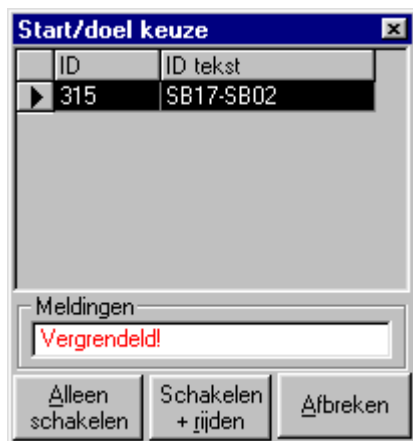 Start/doel keuze
ID ID tekst
315 SB17-SB02
Meldingen
Vergrendeld!
Alleen schakelen
Schakelen + rijden
Afbreken